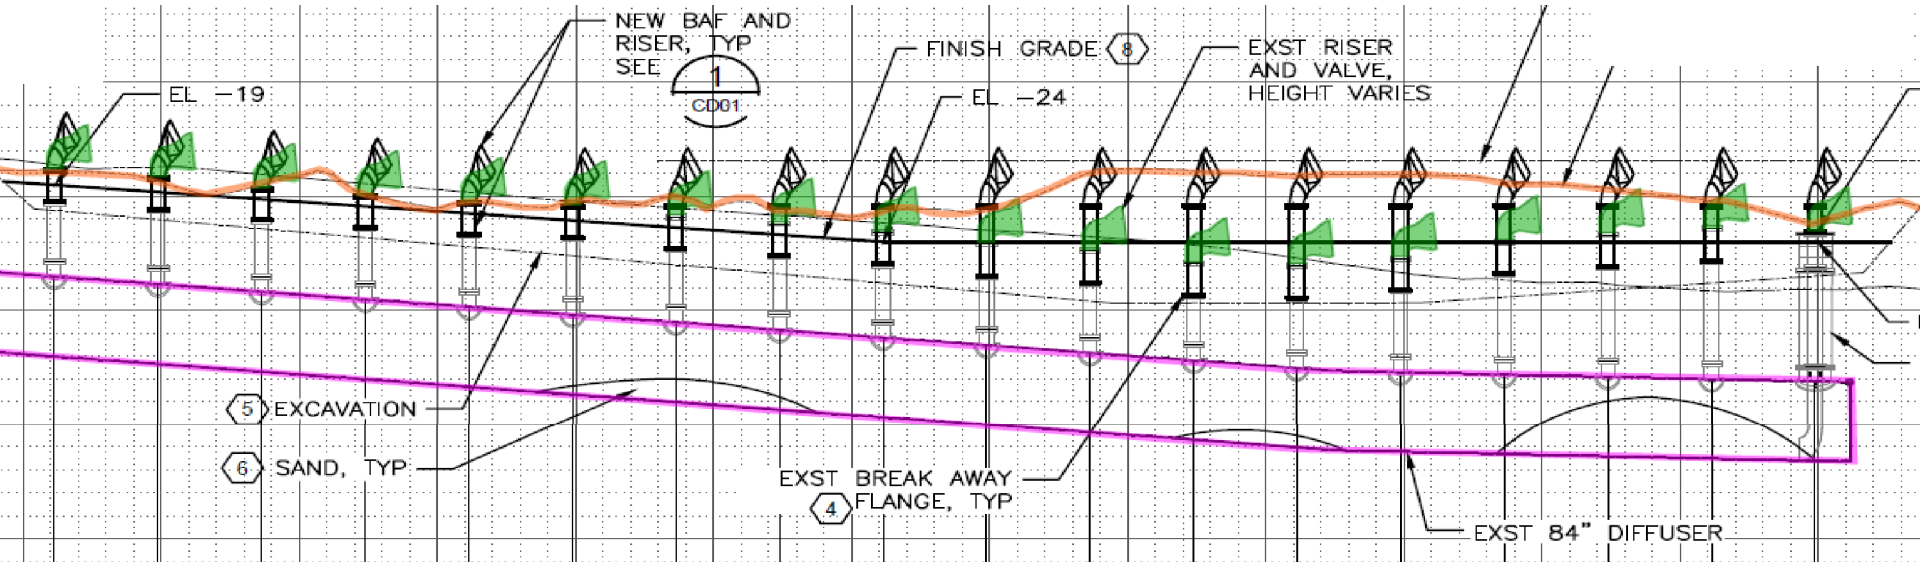 NEW BAF AND
RISER, TYP
SEE
1
CD01
FINISH GRADE 8
EXST RISER
AND VALVE,
HEIGHT VARIES
EL -19
EL -24
5 EXCAVATION
6 SAND, TYP
EXST BREAK AWAY
4 FLANGE, TYP
EXST 84" DIFFUSER